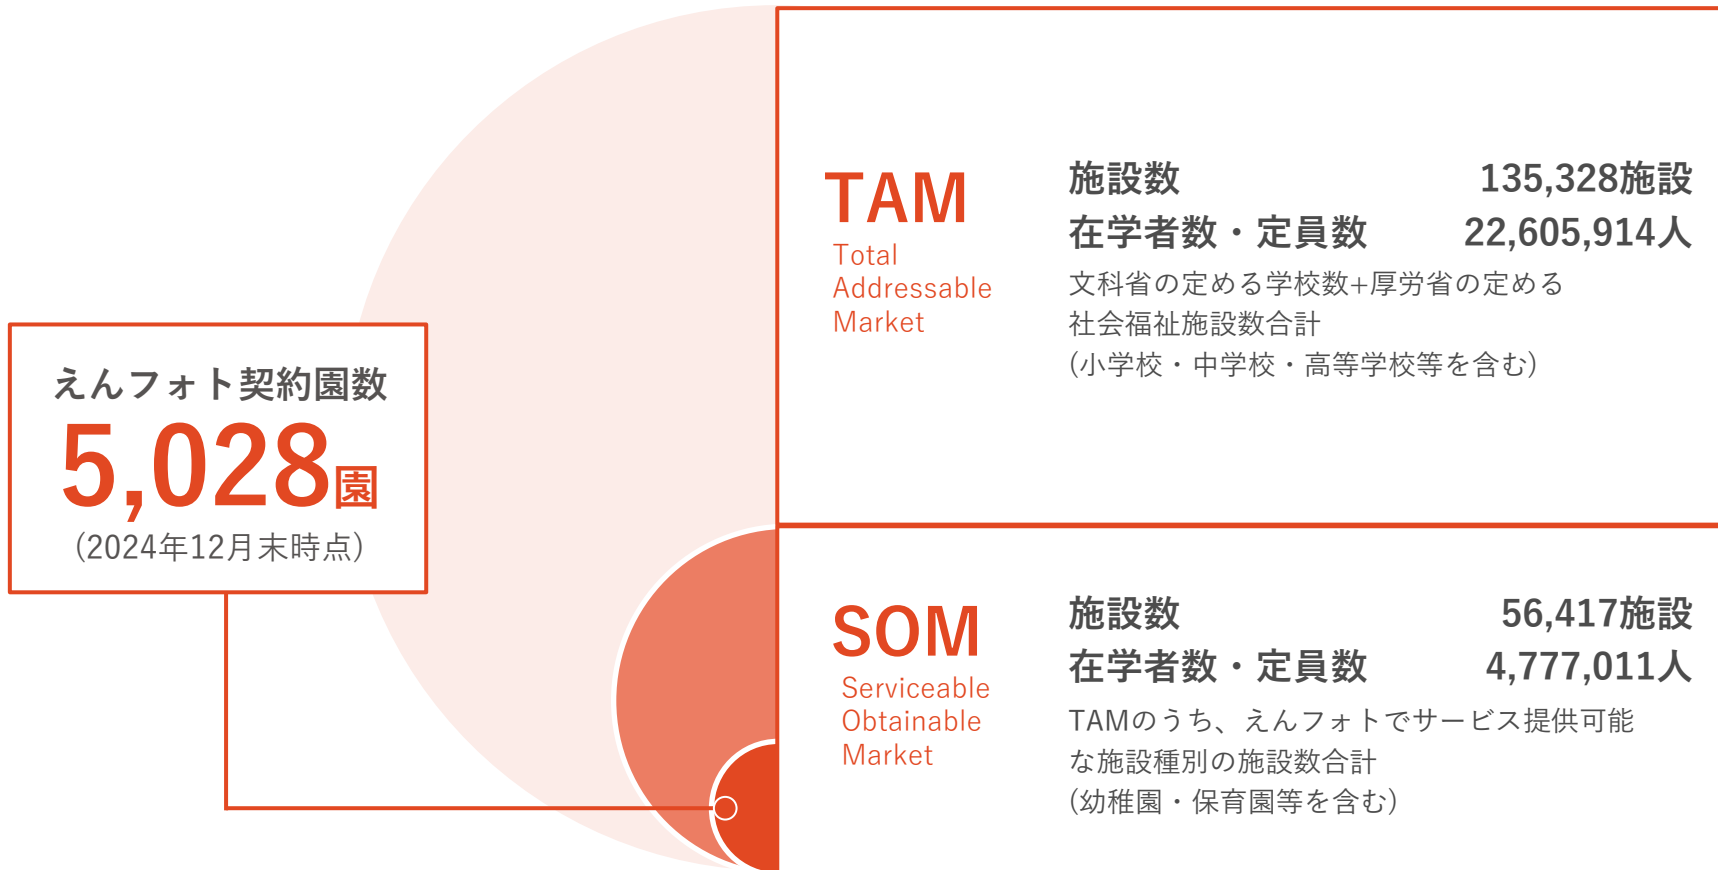 えんフォト契約園数
5,028園
(2024年12月末時点)
TAM
Total
Addressable
Market
施設数 135,328施設
在学者数・定員数 22,605,914人
文科省の定める学校数+厚労省の定める
社会福祉施設数合計
(小学校・中学校・高等学校等を含む)
SOM
Serviceable
Obtainable
Market
施設数 56,417施設
在学者数・定員数 4,777,011人
TAMのうち、えんフォトでサービス提供可能
な施設種別の施設数合計
(幼稚園・保育園等を含む)